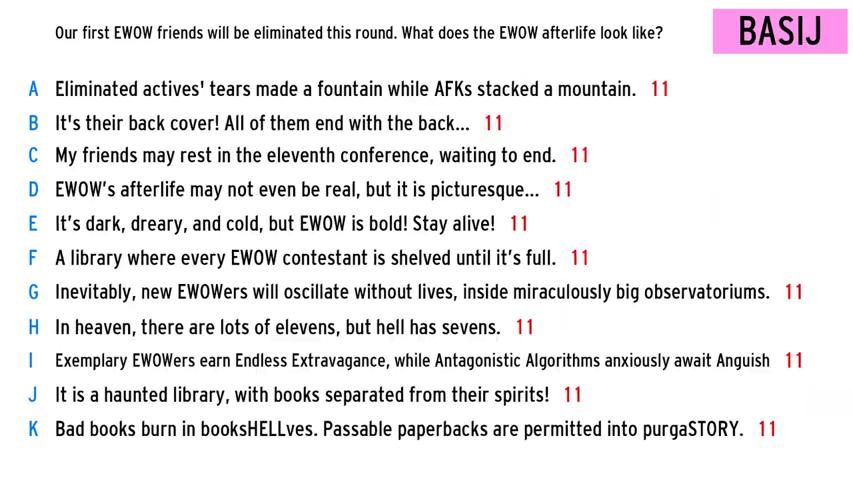 Our first EWOW friends will be eliminated this round. What does the EWOW afterlife look like?
BASIJ
A Eliminated actives' tears made a fountain while AFKs stacked a mountain. 11
B It's their back cover! All of them end with the back... 11
C My friends may rest in the eleventh conference, waiting to end. 11
D EWOW’s afterlife may not even be real, but it is picturesque... 11
E It’s dark, dreary, and cold, but EWOW is bold! Stay alive! 11
F A library where every EWOW contestant is shelved until it’s full. 11
G Inevitably, new EWOWers will oscillate without lives, inside miraculously big observatoriums. 11
H In heaven, there are lots of elevens, but hell has sevens. 11
I Exemplary EWOWers earn Endless Extravagance, while Antagonistic Algorithms anxiously await Anguish 11
J It is a haunted library, with books separated from their spirits! 11
K Bad books burn in booksHELLves. Passable paperbacks are permitted into purgaSTORY. 11